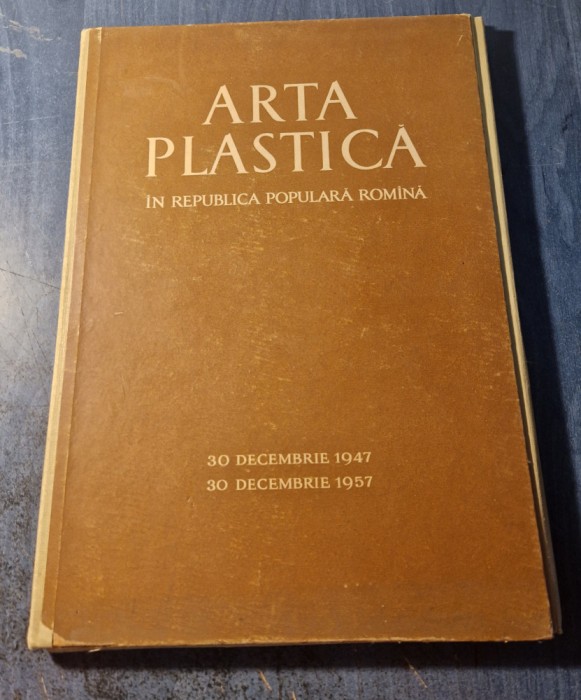 ARTA
PLASTICĂ
ÎN REPUBLICA POPULARĂ ROMÎNĂ
30 DECEMBRIE 1947
30 DECEMBRIE 1957